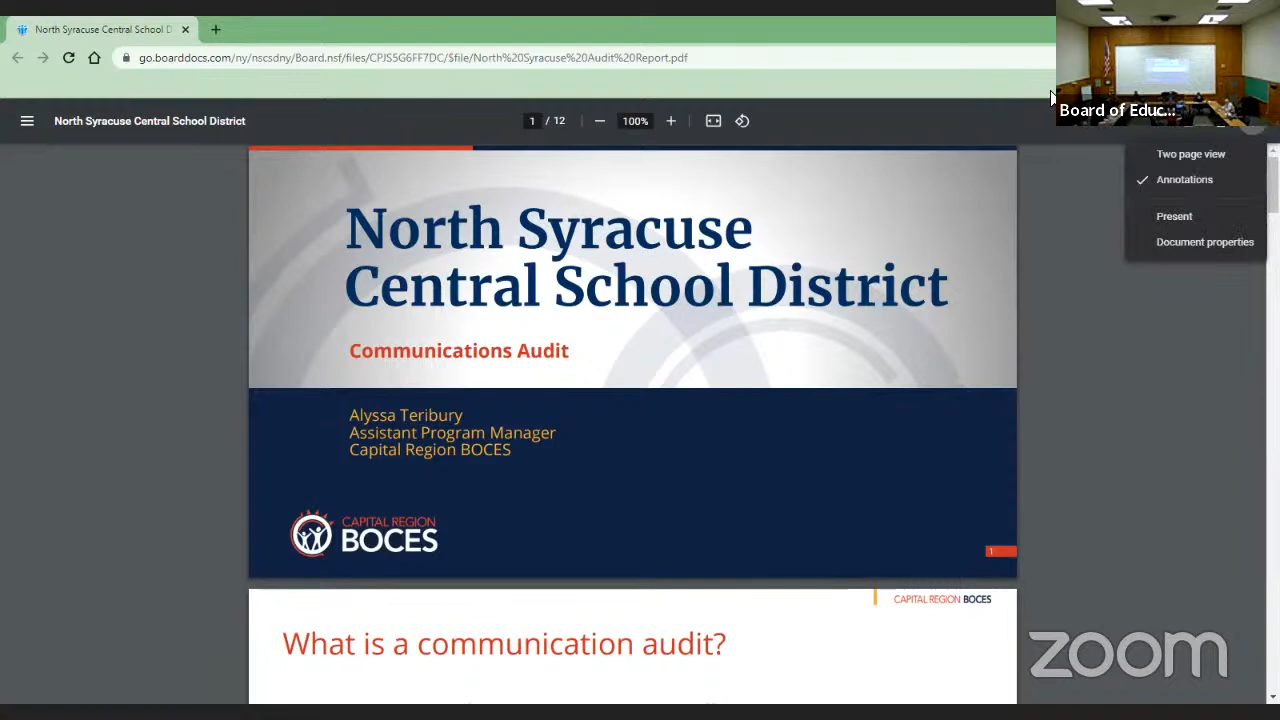 North Syracuse Central School D
go.boarddocs.com/ny/nscsdny/Board.nsf/files/CPJS5G6FF7DC/$file/North%20Syracuse%20Audit%20Report.pdf
Board of Educ...
North Syracuse Central School District
1 / 12
100%
Two page view
Annotations
Present
Document properties
North Syracuse
Central School District
Communications Audit
Alyssa Teribury
Assistant Program Manager
Capital Region BOCES
CAPITAL REGION
BOCES
1
CAPITAL REGION BOCES
What is a communication audit?
zoom